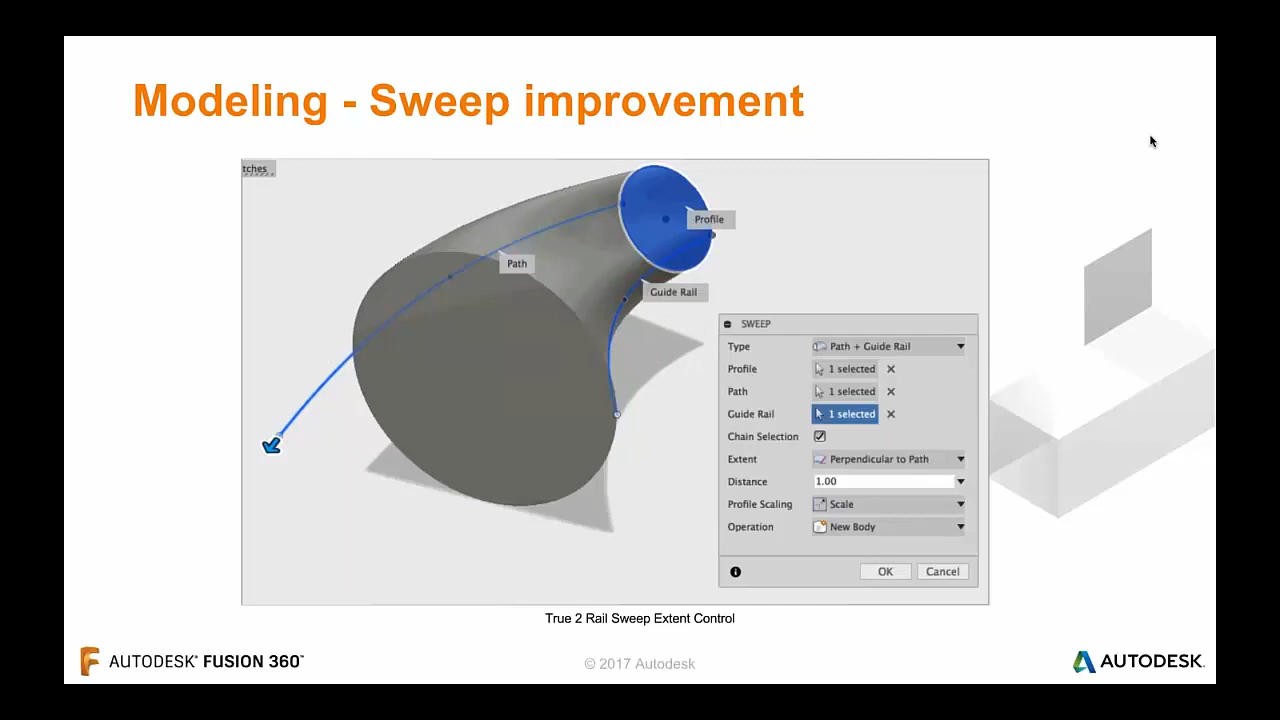 Modeling - Sweep improvement
tches
Profile
Path
Guide Rail
SWEEP
Type Path + Guide Rail
Profile 1 selected
Path 1 selected
Guide Rail 1 selected
Chain Selection
Extent Perpendicular to Path
Distance 1.00
Profile Scaling Scale
Operation New Body
OK Cancel
True 2 Rail Sweep Extent Control
AUTODESK® FUSION 360™
© 2017 Autodesk
AUTODESK.